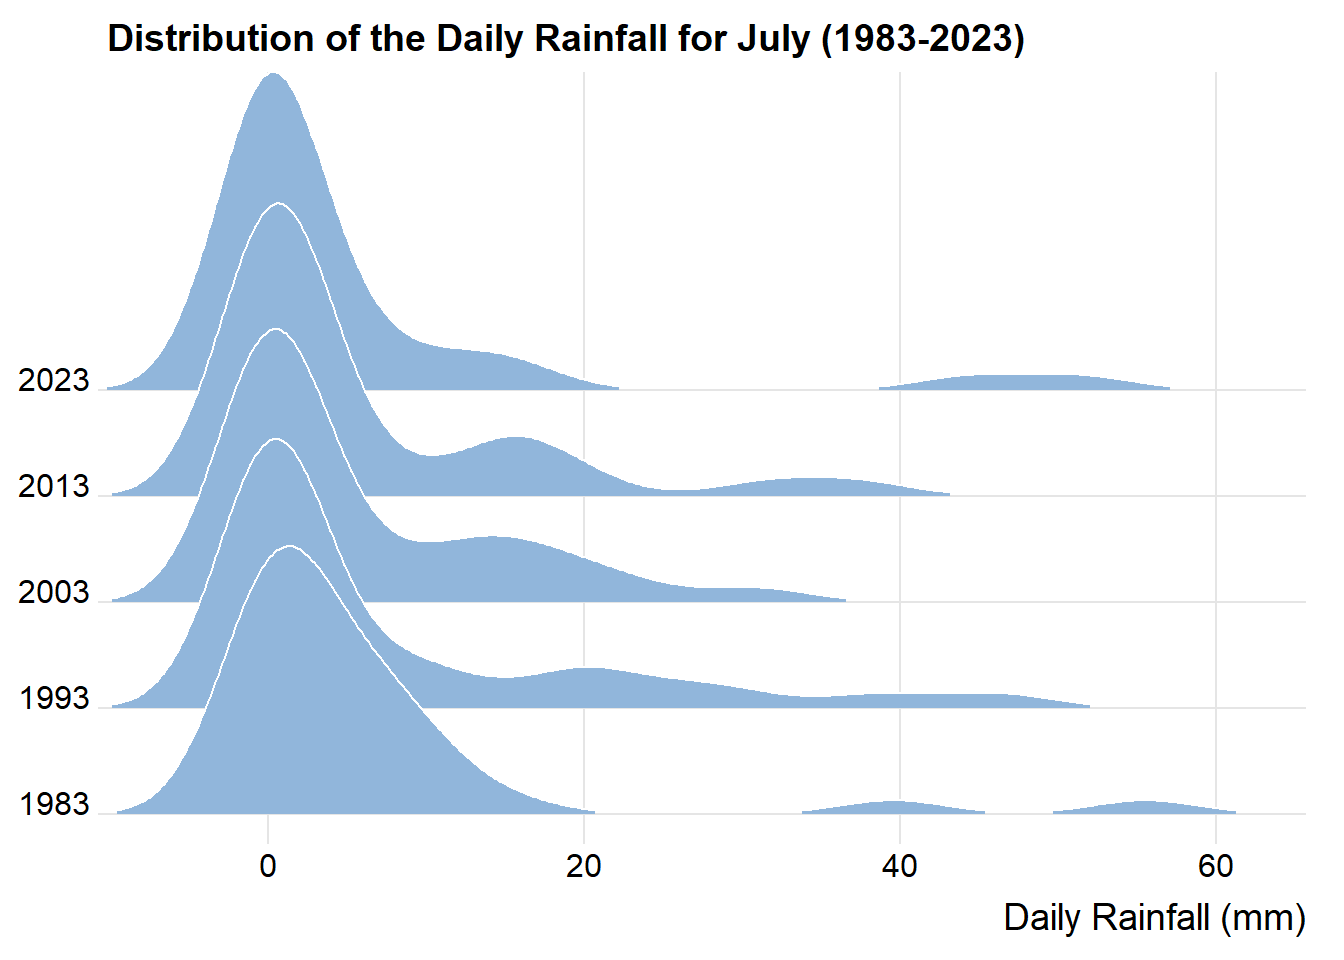 Distribution of the Daily Rainfall for July (1983-2023)
2023
2013
2003
1993
1983
0 20 40 60
Daily Rainfall (mm)